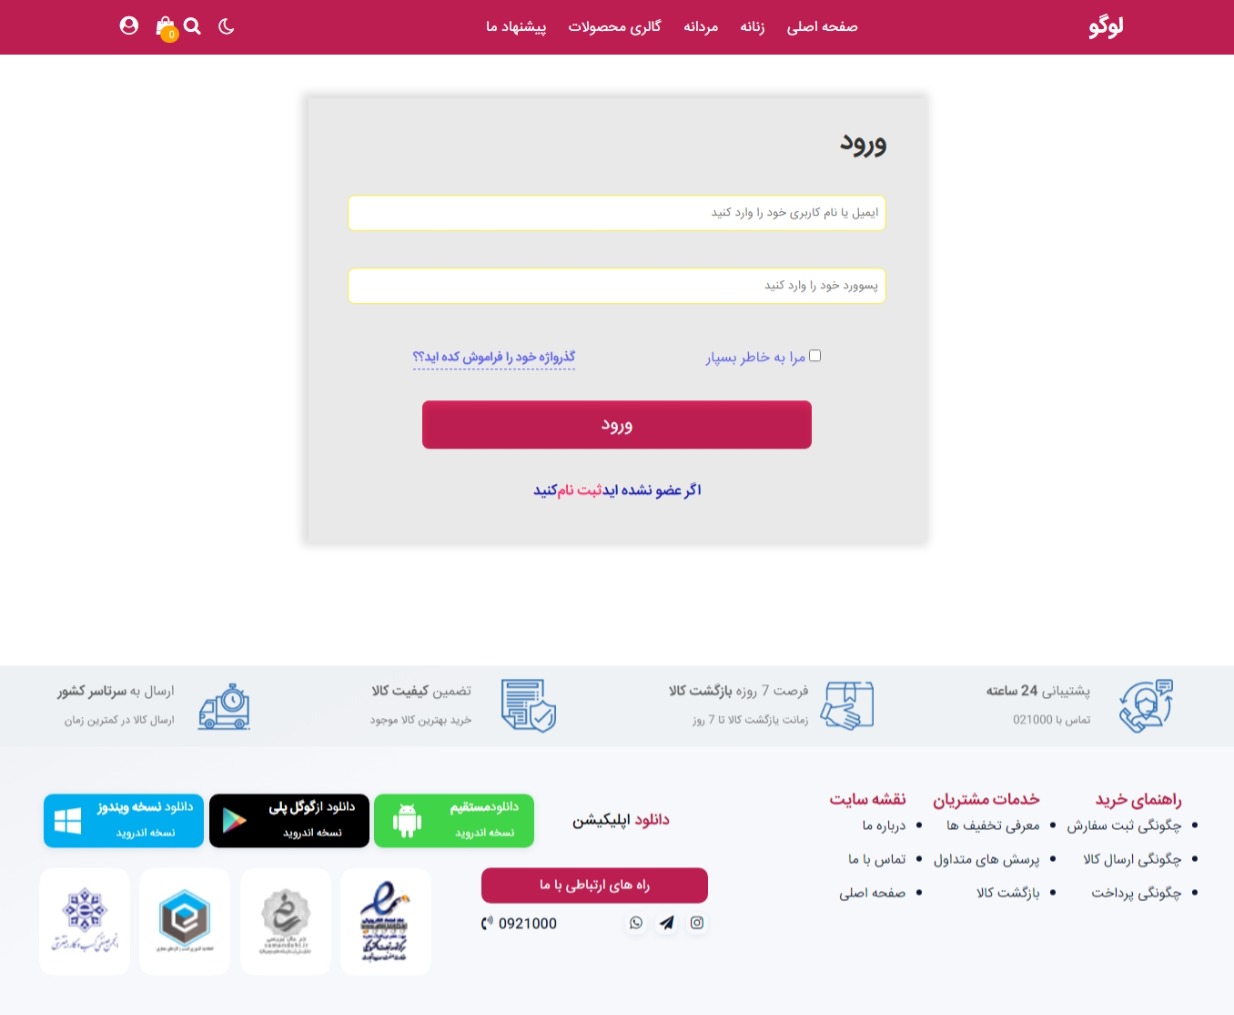 لوگو
صفحه اصلی
زنانه
مردانه
گالری محصولات
پیشنهاد ما
0
ورود
ایمیل یا نام کاربری خود را وارد کنید
پسوورد خود را وارد کنید
مرا به خاطر بسپار
گذرواژه خود را فراموش کده اید؟؟
ورود
اگر عضو نشده ایدثبت نام‌کنید
پشتیبانی 24 ساعته
تماس با 021000
فرصت 7 روزه بازگشت کالا
زمانت یازگشت کالا تا 7 روز
تضمین کیفیت کالا
خرید بهترین کالا موجود
ارسال به سرتاسر کشور
ارسال کالا در کمترین زمان
راهنمای خرید
چگونگی ثبت سفارش
چگونگی ارسال کالا
چگونگی پرداخت
خدمات مشتریان
معرفی تخفیف ها
پرسش های متداول
بازگشت کالا
نقشه سایت
درباره ما
تماس با ما
صفحه اصلی
دانلود اپلیکیشن
دانلودمستقیم
نسخه اندروید
دانلود ازگوگل پلی
نسخه اندروید
دانلود نسخه ویندوز
نسخه اندروید
راه های ارتباطی با ما
0921000
samandehi.ir